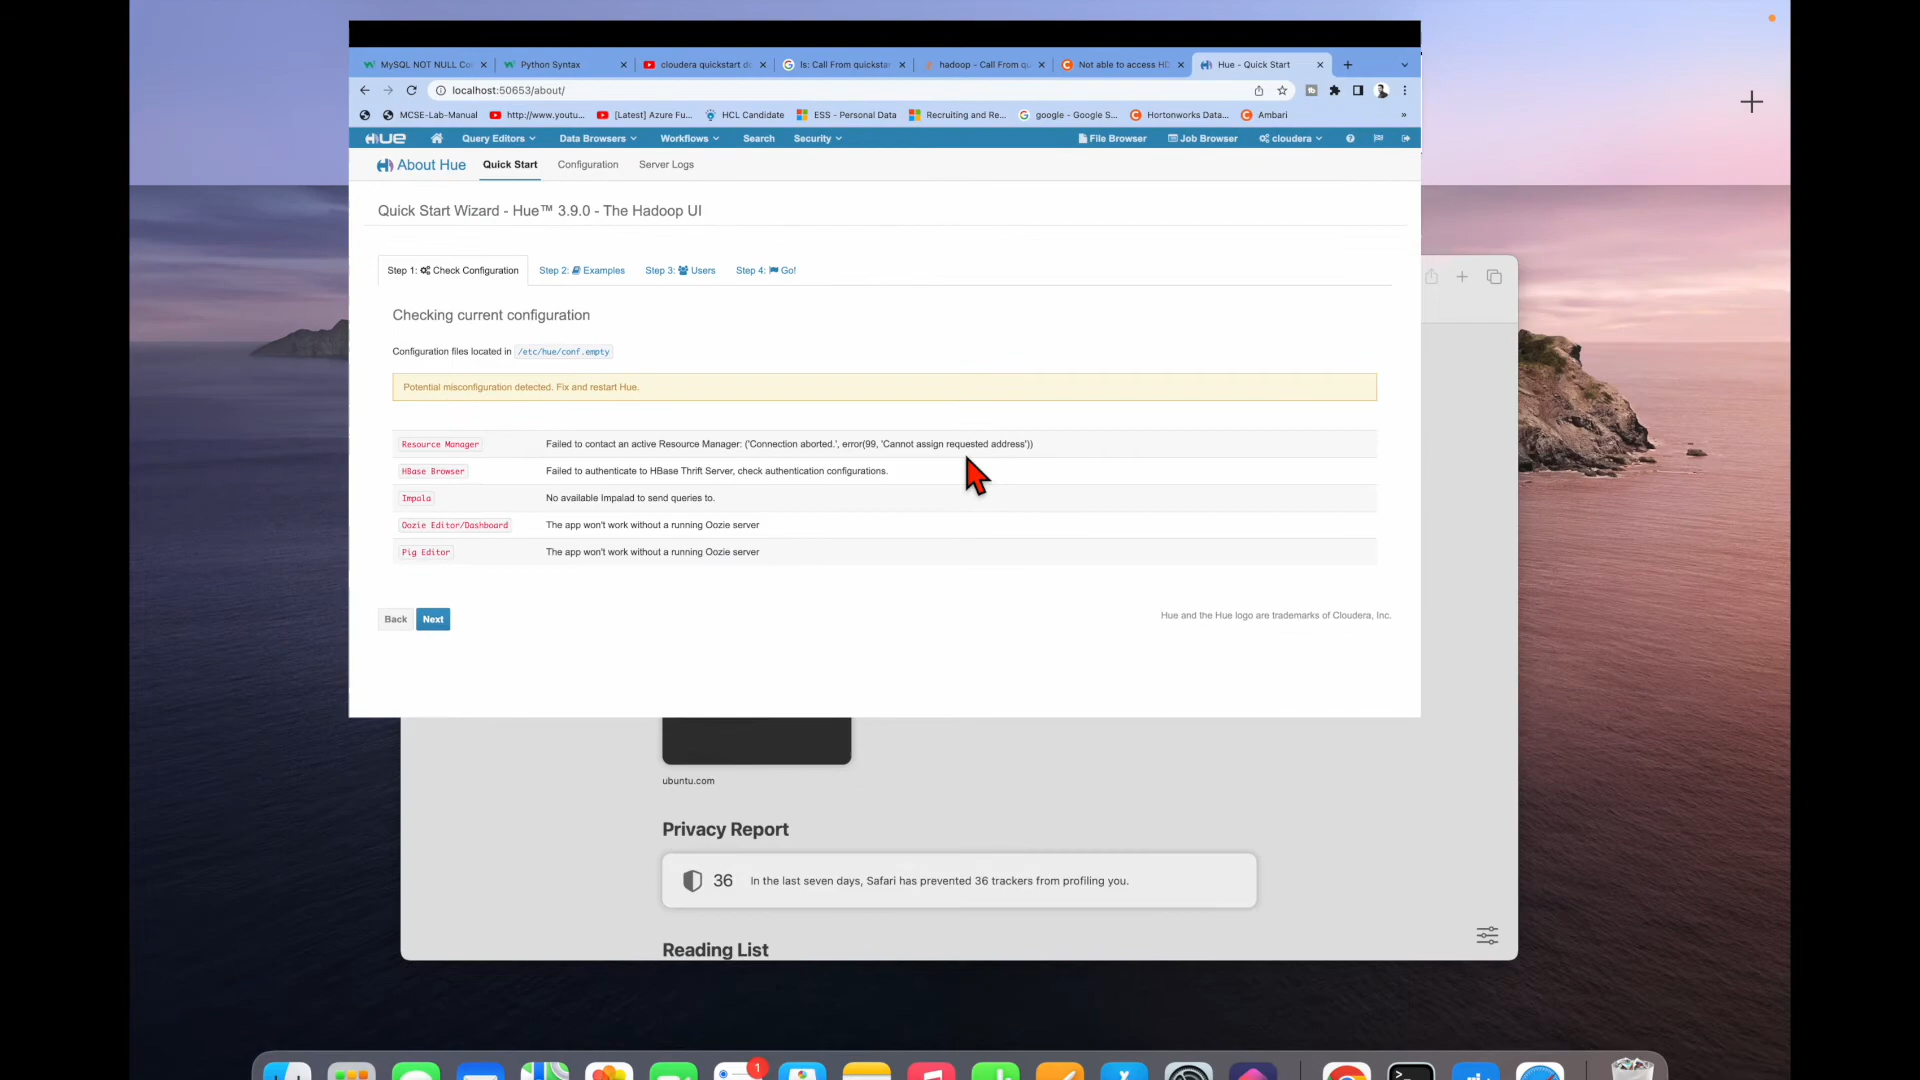 MySQL NOT NULL Co
Python Syntax
cloudera quickstart do
ls: Call From quickstar
hadoop - Call From qu
Not able to access HD
Hue - Quick Start
localhost:50653/about/
MCSE-Lab-Manual
http://www.youtu...
[Latest] Azure Fu...
HCL Candidate
ESS - Personal Data
Recruiting and Re...
google - Google S...
Hortonworks Data...
Ambari
»
HUE
Query Editors
Data Browsers
Workflows
Search
Security
File Browser
Job Browser
cloudera
About Hue
Quick Start
Configuration
Server Logs
Quick Start Wizard - Hue™ 3.9.0 - The Hadoop UI
Step 1: Check Configuration
Step 2: Examples
Step 3: Users
Step 4: Go!
Checking current configuration
Configuration files located in /etc/hue/conf.empty
Potential misconfiguration detected. Fix and restart Hue.
Resource Manager Failed to contact an active Resource Manager: ('Connection aborted.', error(99, 'Cannot assign requested address'))
HBase Browser Failed to authenticate to HBase Thrift Server, check authentication configurations.
Impala No available Impalad to send queries to.
Oozie Editor/Dashboard The app won't work without a running Oozie server
Pig Editor The app won't work without a running Oozie server
Back
Next
Hue and the Hue logo are trademarks of Cloudera, Inc.
ubuntu.com
Privacy Report
36 In the last seven days, Safari has prevented 36 trackers from profiling you.
Reading List
1